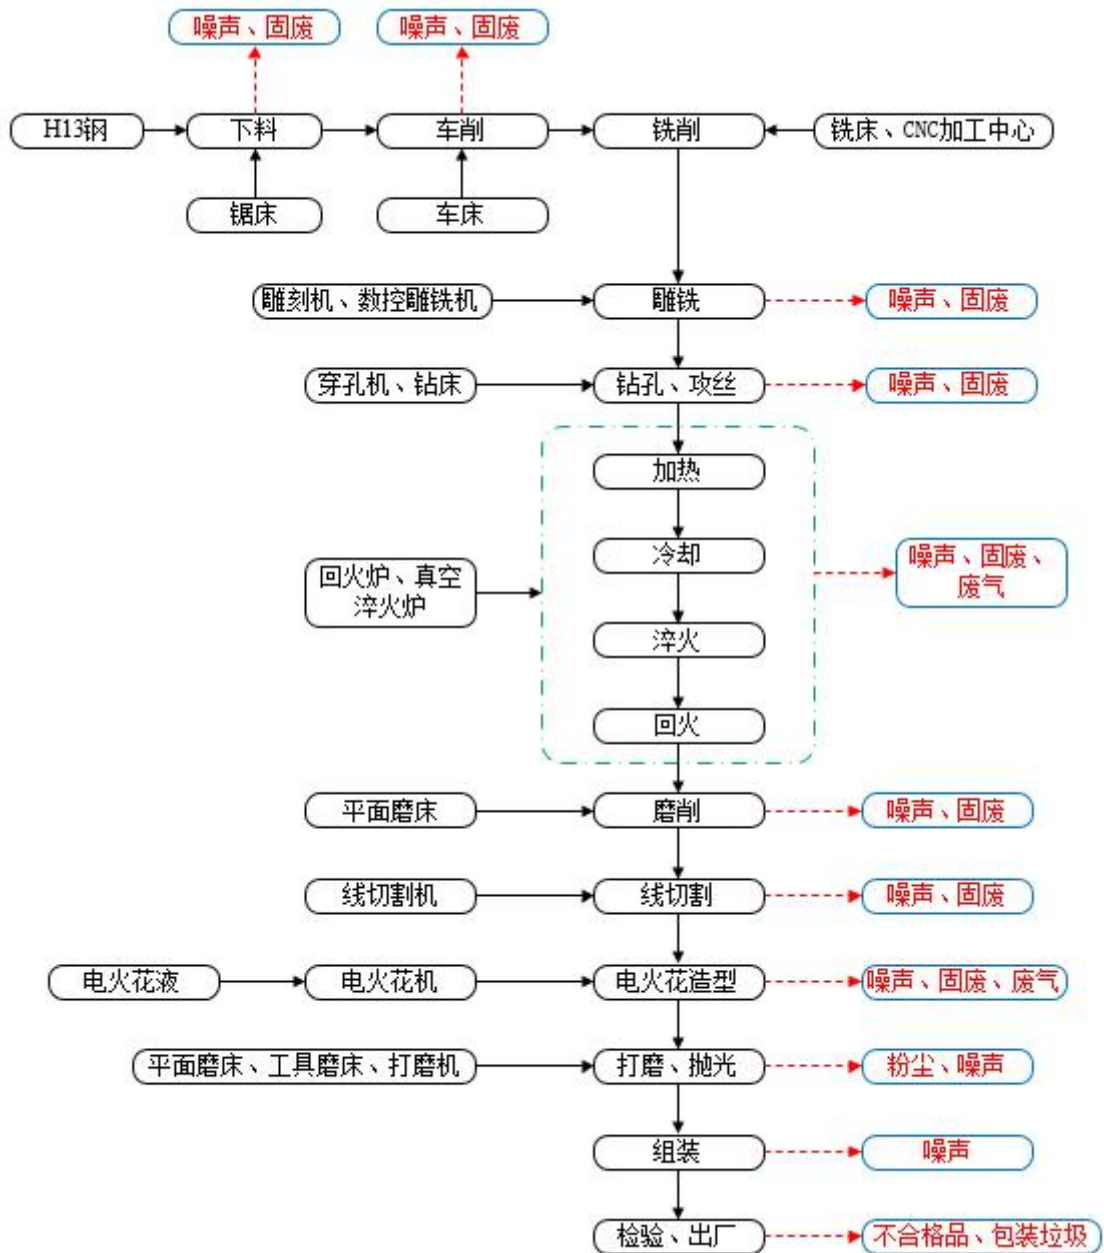 噪声、固废
噪声、固废
H13钢
下料
车削
铣削
铣床、CNC加工中心
锯床
车床
雕刻机、数控雕铣机
雕铣
噪声、固废
穿孔机、钻床
钻孔、攻丝
噪声、固废
加热
冷却
回火炉、真空
淬火炉
噪声、固废、
废气
淬火
回火
平面磨床
磨削
噪声、固废
线切割机
线切割
噪声、固废
电火花液
电火花机
电火花造型
噪声、固废、废气
平面磨床、工具磨床、打磨机
打磨、抛光
粉尘、噪声
组装
噪声
检验、出厂
不合格品、包装垃圾